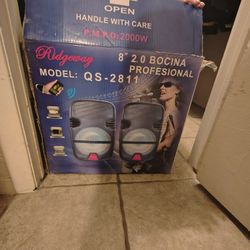 OPEN
HANDLE WITH CARE
P.M.P.O:2000W
Ridgeway
8" 2.0 BOCINA
PROFESIONAL
MODEL: QS-2811